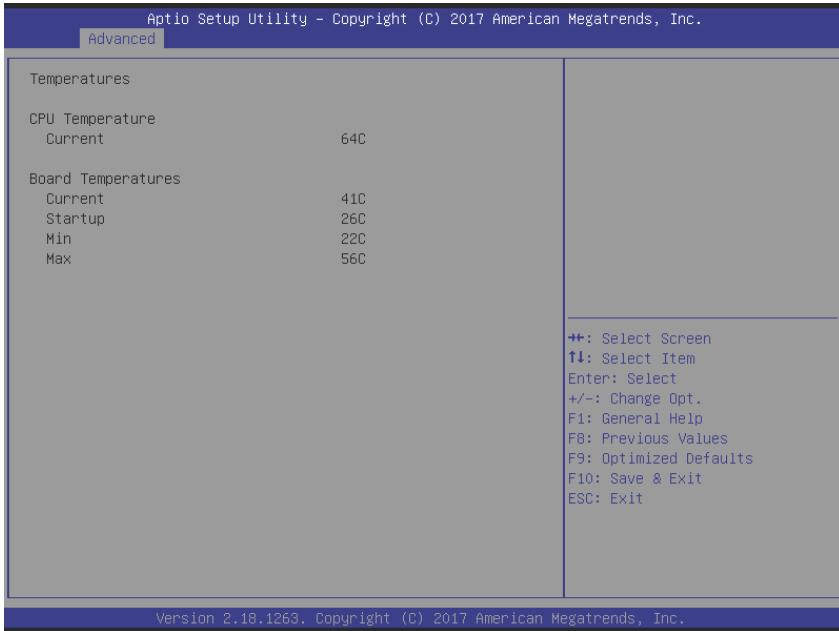 Aptio Setup Utility – Copyright (C) 2017 American Megatrends, Inc.
Advanced
Temperatures
CPU Temperature
Current 64C
Board Temperatures
Current 41C
Startup 26C
Min 22C
Max 56C
→←: Select Screen
↑↓: Select Item
Enter: Select
+/-: Change Opt.
F1: General Help
F8: Previous Values
F9: Optimized Defaults
F10: Save & Exit
ESC: Exit
Version 2.18.1263. Copyright (C) 2017 American Megatrends, Inc.